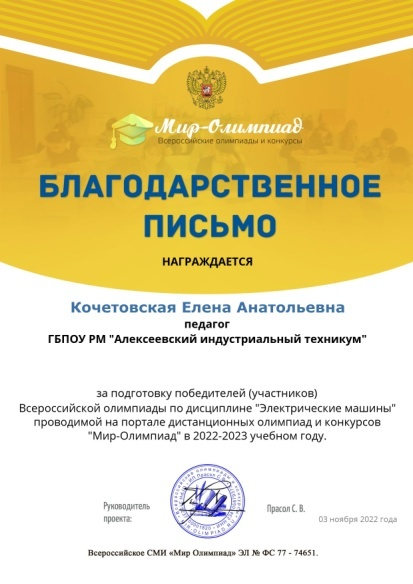 Мир-Олимпиад
Всероссийские олимпиады и конкурсы
БЛАГОДАРСТВЕННОЕ
ПИСЬМО
НАГРАЖДАЕТСЯ
Кочетовская Елена Анатольевна
педагог
ГБПОУ РМ "Алексеевский индустриальный техникум"
за подготовку победителей (участников)
Всероссийской олимпиады по дисциплине "Электрические машины"
проводимой на портале дистанционных олимпиад и конкурсов
"Мир-Олимпиад" в 2022-2023 учебном году.
Руководитель
проекта:
Прасол С. В.
03 ноября 2022 года
Всероссийское СМИ «Мир Олимпиад» ЭЛ № ФС 77 - 74651.